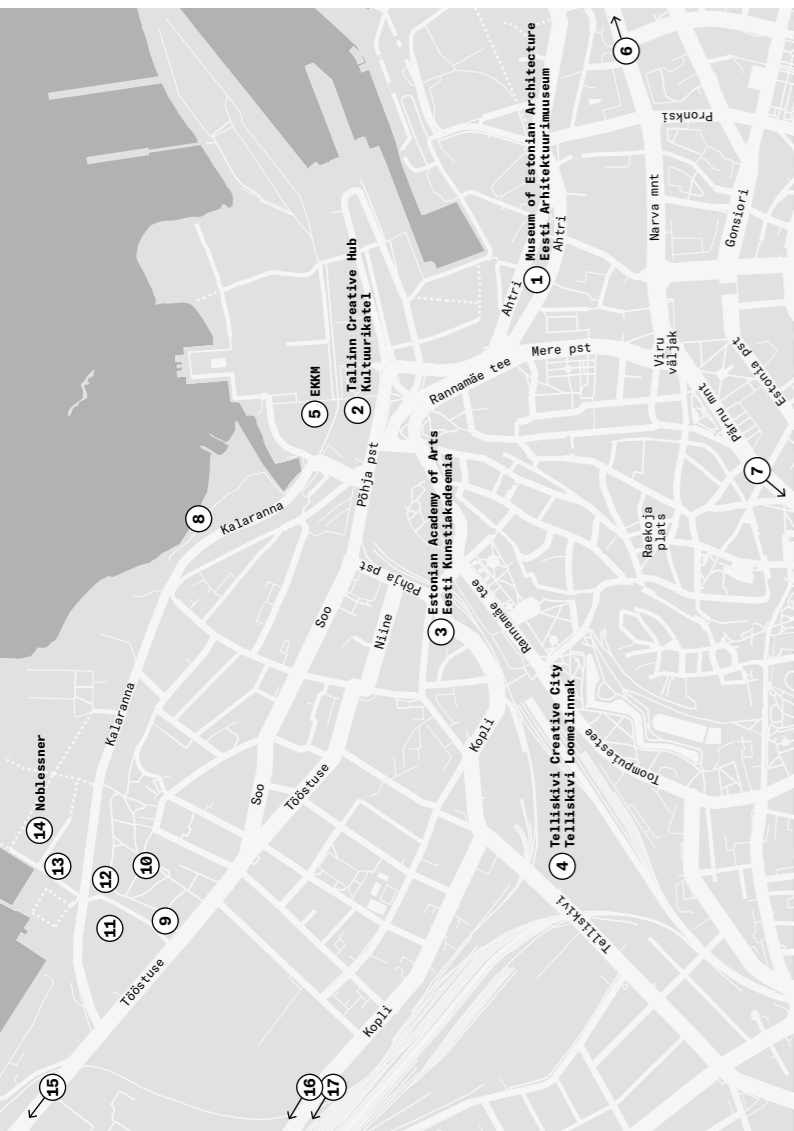 14 Noblessner
13
12
11
10
9
15
16
17
8
5 EKKM
2 Tallinn Creative Hub
Kultuurikatel
3 Estonian Academy of Arts
Eesti Kunstiakadeemia
1 Museum of Estonian Architecture
Eesti Arhitektuurimuuseum
4 Telliskivi Creative City
Telliskivi Loomelinnak
6
7
Kalaranna
Kalaranna
Soo
Soo
Tööstuse
Tööstuse
Niine
Põhja pst
Põhja pst
Kopli
Kopli
Telliskivi
Toompuiestee
Rannamäe tee
Rannamäe tee
Mere pst
Ahtri
Ahtri
Narva mnt
Pronksi
Gonsiori
Viru
väljak
Pärnu mnt
Estonia pst
Raekoja
plats